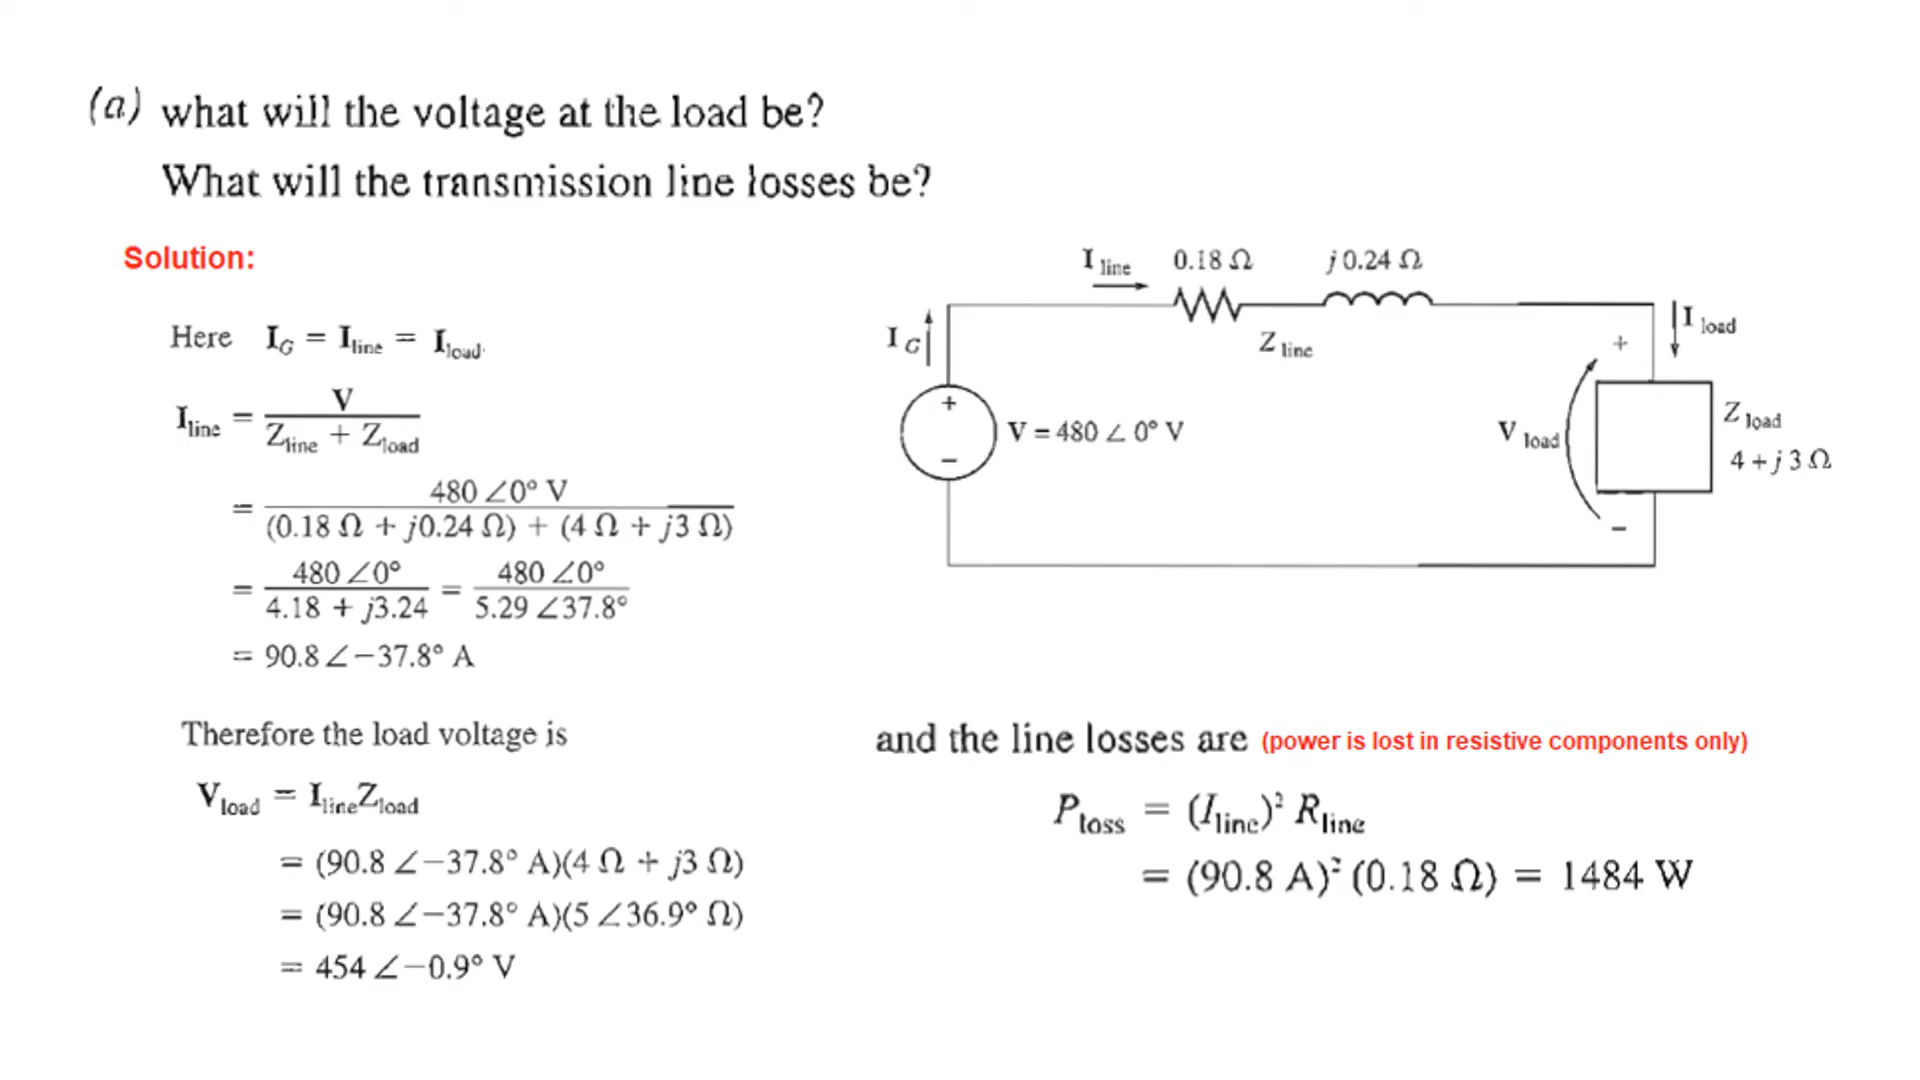 (a) what will the voltage at the load be?
What will the transmission line losses be?
Solution:
Here I_G = I_line = I_load.
I_line = V / (Z_line + Z_load)
= 480 ∠0° V / ((0.18 Ω + j0.24 Ω) + (4 Ω + j3 Ω))
= 480 ∠0° / (4.18 + j3.24) = 480 ∠0° / (5.29 ∠37.8°)
= 90.8 ∠−37.8° A
Therefore the load voltage is
V_load = I_line Z_load
= (90.8 ∠−37.8° A)(4 Ω + j3 Ω)
= (90.8 ∠−37.8° A)(5 ∠36.9° Ω)
= 454 ∠−0.9° V
I_line 0.18 Ω j 0.24 Ω
I_G
Z_line
I_load
+
+
V = 480 ∠ 0° V
−
V_load
Z_load
4 + j 3 Ω
−
and the line losses are (power is lost in resistive components only)
P_loss = (I_line)² R_line
= (90.8 A)² (0.18 Ω) = 1484 W